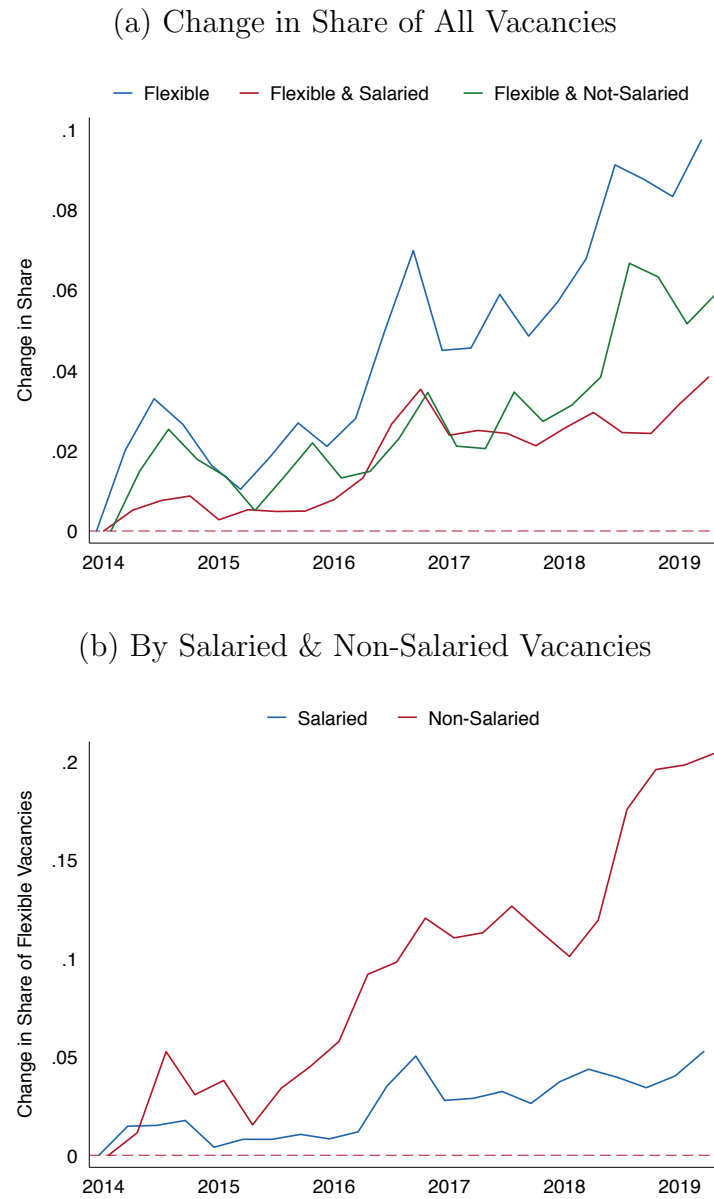 (a) Change in Share of All Vacancies
Flexible Flexible & Salaried Flexible & Not-Salaried
Change in Share
.1
.08
.06
.04
.02
0
2014 2015 2016 2017 2018 2019
(b) By Salaried & Non-Salaried Vacancies
Salaried Non-Salaried
Change in Share of Flexible Vacancies
.2
.15
.1
.05
0
2014 2015 2016 2017 2018 2019